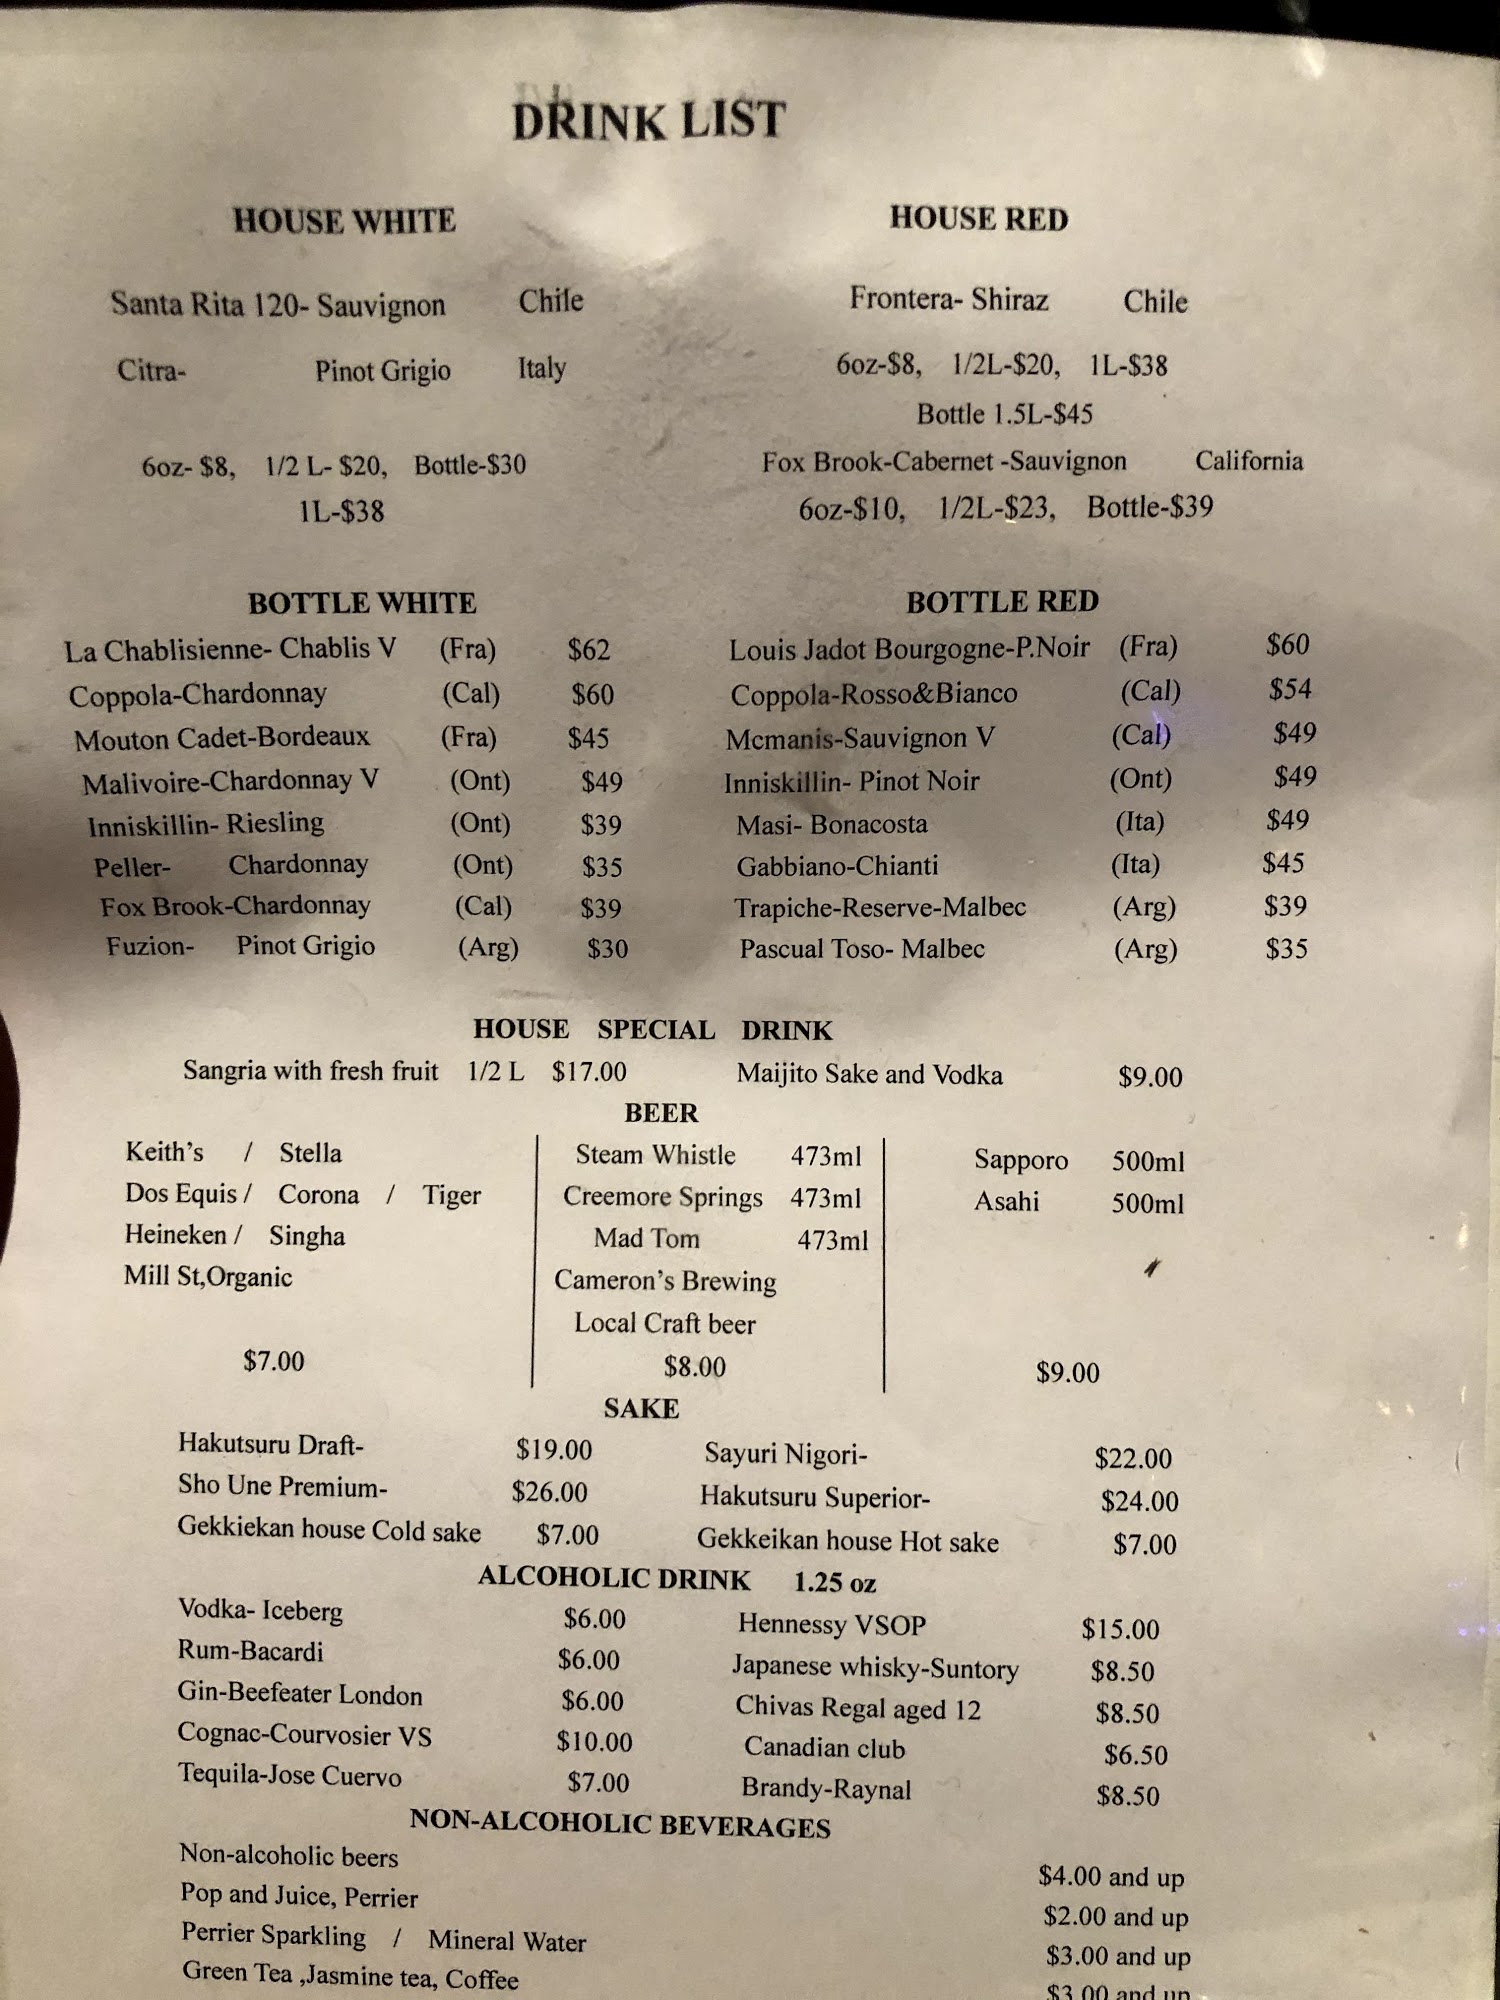 DRINK LIST
HOUSE WHITE
Santa Rita 120- Sauvignon Chile
Citra- Pinot Grigio Italy
6oz- $8, 1/2 L- $20, Bottle-$30
1L-$38
HOUSE RED
Frontera- Shiraz Chile
6oz-$8, 1/2L-$20, 1L-$38
Bottle 1.5L-$45
Fox Brook-Cabernet -Sauvignon California
6oz-$10, 1/2L-$23, Bottle-$39
BOTTLE WHITE
La Chablisienne- Chablis V (Fra) $62
Coppola-Chardonnay (Cal) $60
Mouton Cadet-Bordeaux (Fra) $45
Malivoire-Chardonnay V (Ont) $49
Inniskillin- Riesling (Ont) $39
Peller- Chardonnay (Ont) $35
Fox Brook-Chardonnay (Cal) $39
Fuzion- Pinot Grigio (Arg) $30
BOTTLE RED
Louis Jadot Bourgogne-P.Noir (Fra) $60
Coppola-Rosso&Bianco (Cal) $54
Mcmanis-Sauvignon V (Cal) $49
Inniskillin- Pinot Noir (Ont) $49
Masi- Bonacosta (Ita) $49
Gabbiano-Chianti (Ita) $45
Trapiche-Reserve-Malbec (Arg) $39
Pascual Toso- Malbec (Arg) $35
HOUSE SPECIAL DRINK
Sangria with fresh fruit 1/2 L $17.00 Maijito Sake and Vodka $9.00
BEER
Keith's / Stella
Dos Equis / Corona / Tiger
Heineken / Singha
Mill St,Organic
$7.00
Steam Whistle 473ml
Creemore Springs 473ml
Mad Tom 473ml
Cameron's Brewing
Local Craft beer
$8.00
Sapporo 500ml
Asahi 500ml
$9.00
SAKE
Hakutsuru Draft- $19.00 Sayuri Nigori- $22.00
Sho Une Premium- $26.00 Hakutsuru Superior- $24.00
Gekkiekan house Cold sake $7.00 Gekkeikan house Hot sake $7.00
ALCOHOLIC DRINK 1.25 oz
Vodka- Iceberg $6.00 Hennessy VSOP $15.00
Rum-Bacardi $6.00 Japanese whisky-Suntory $8.50
Gin-Beefeater London $6.00 Chivas Regal aged 12 $8.50
Cognac-Courvosier VS $10.00 Canadian club $6.50
Tequila-Jose Cuervo $7.00 Brandy-Raynal $8.50
NON-ALCOHOLIC BEVERAGES
Non-alcoholic beers $4.00 and up
Pop and Juice, Perrier $2.00 and up
Perrier Sparkling / Mineral Water $3.00 and up
Green Tea ,Jasmine tea, Coffee $3.00 and up